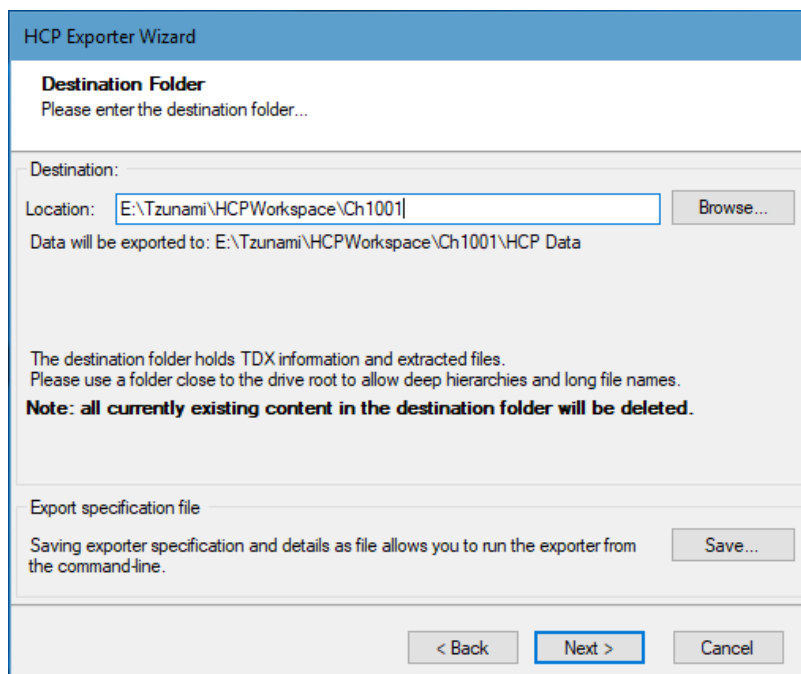 HCP Exporter Wizard
Destination Folder
Please enter the destination folder...
Destination:
Location: E:\Tzunami\HCPWorkspace\Ch1001 Browse...
Data will be exported to: E:\Tzunami\HCPWorkspace\Ch1001\HCP Data
The destination folder holds TDX information and extracted files.
Please use a folder close to the drive root to allow deep hierarchies and long file names.
Note: all currently existing content in the destination folder will be deleted.
Export specification file
Saving exporter specification and details as file allows you to run the exporter from Save...
the command-line.
< Back Next > Cancel